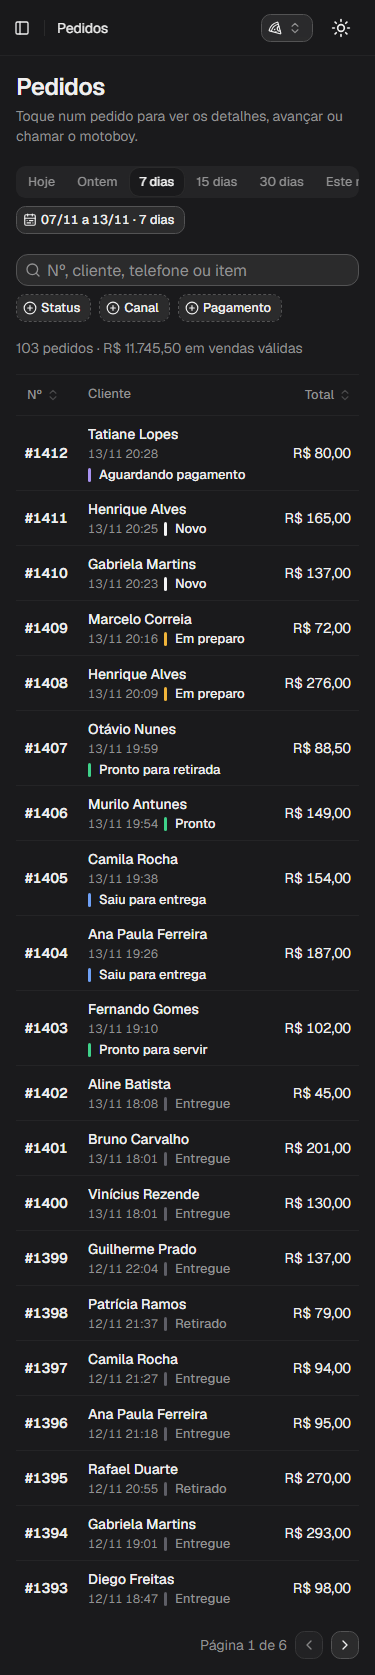 Pedidos
Pedidos
Toque num pedido para ver os detalhes, avançar ou
chamar o motoboy.
Hoje Ontem 7 dias 15 dias 30 dias Este
07/11 a 13/11 · 7 dias
Nº, cliente, telefone ou item
Status Canal Pagamento
103 pedidos · R$ 11.745,50 em vendas válidas
Nº Cliente Total
Tatiane Lopes
#1412 13/11 20:28 R$ 80,00
Aguardando pagamento
Henrique Alves
#1411 13/11 20:25 Novo R$ 165,00
Gabriela Martins
#1410 13/11 20:23 Novo R$ 137,00
Marcelo Correia
#1409 13/11 20:16 Em preparo R$ 72,00
Henrique Alves
#1408 13/11 20:09 Em preparo R$ 276,00
Otávio Nunes
#1407 13/11 19:59 R$ 88,50
Pronto para retirada
Murilo Antunes
#1406 13/11 19:54 Pronto R$ 149,00
Camila Rocha
#1405 13/11 19:38 R$ 154,00
Saiu para entrega
Ana Paula Ferreira
#1404 13/11 19:26 R$ 187,00
Saiu para entrega
Fernando Gomes
#1403 13/11 19:10 R$ 102,00
Pronto para servir
Aline Batista
#1402 13/11 18:08 Entregue R$ 45,00
Bruno Carvalho
#1401 13/11 18:01 Entregue R$ 201,00
Vinícius Rezende
#1400 13/11 18:01 Entregue R$ 130,00
Guilherme Prado
#1399 12/11 22:04 Entregue R$ 137,00
Patrícia Ramos
#1398 12/11 21:37 Retirado R$ 79,00
Camila Rocha
#1397 12/11 21:27 Entregue R$ 94,00
Ana Paula Ferreira
#1396 12/11 21:18 Entregue R$ 95,00
Rafael Duarte
#1395 12/11 20:55 Retirado R$ 270,00
Gabriela Martins
#1394 12/11 19:01 Entregue R$ 293,00
Diego Freitas
#1393 12/11 18:47 Entregue R$ 98,00
Página 1 de 6